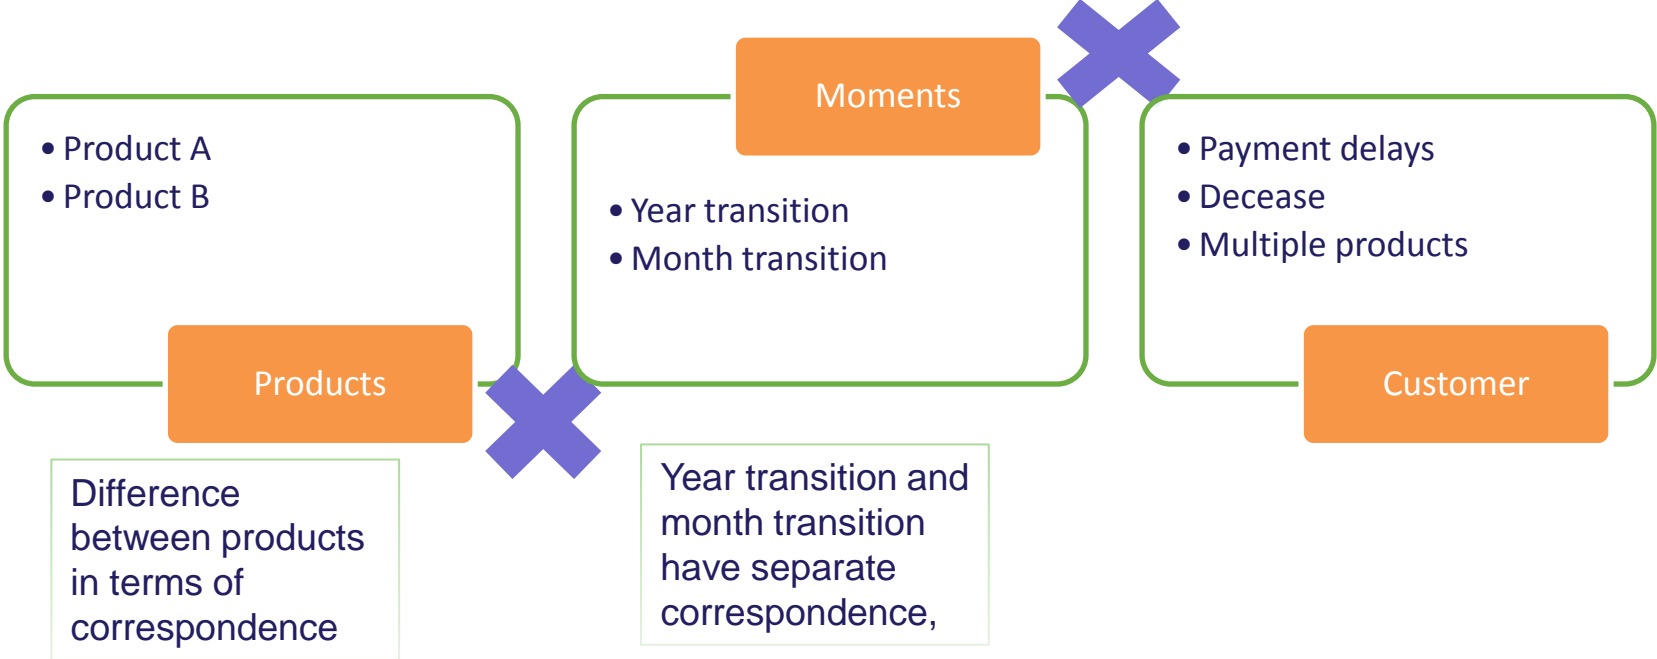 • Product A
• Product B
Products
Difference
between products
in terms of
correspondence
Moments
• Year transition
• Month transition
Year transition and
month transition
have separate
correspondence,
• Payment delays
• Decease
• Multiple products
Customer